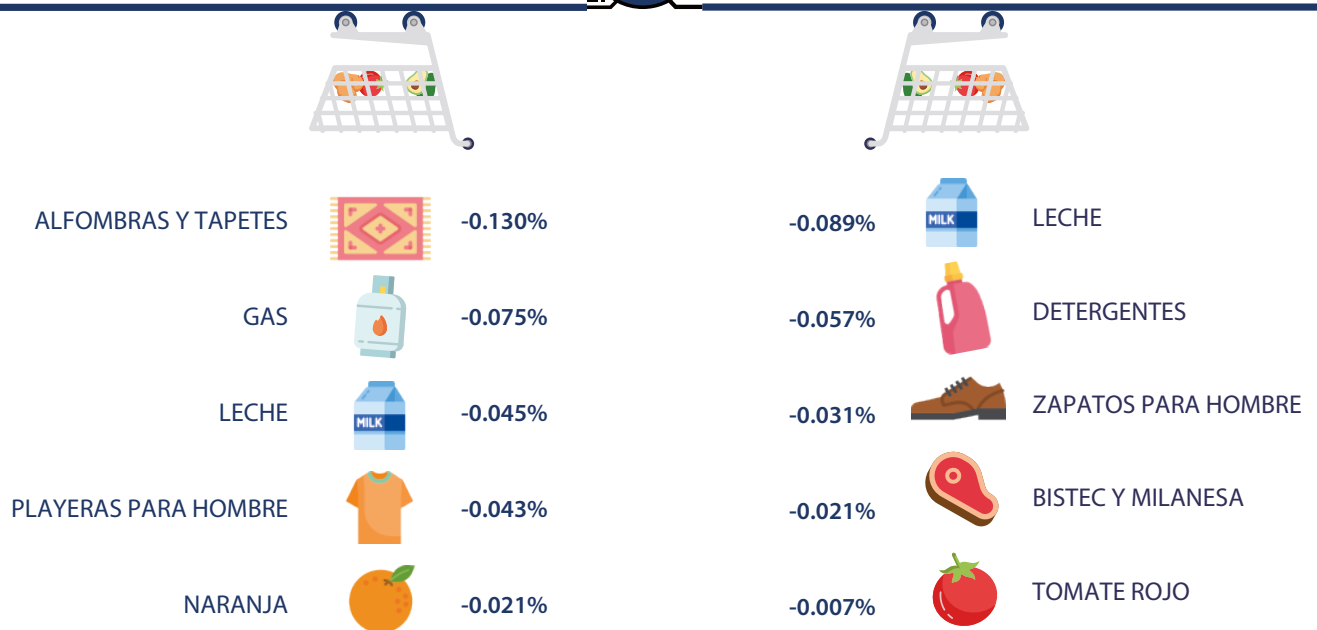 ALFOMBRAS Y TAPETES -0.130%
GAS -0.075%
LECHE MILK -0.045%
PLAYERAS PARA HOMBRE -0.043%
NARANJA -0.021%
-0.089% MILK LECHE
-0.057% DETERGENTES
-0.031% ZAPATOS PARA HOMBRE
-0.021% BISTEC Y MILANESA
-0.007% TOMATE ROJO